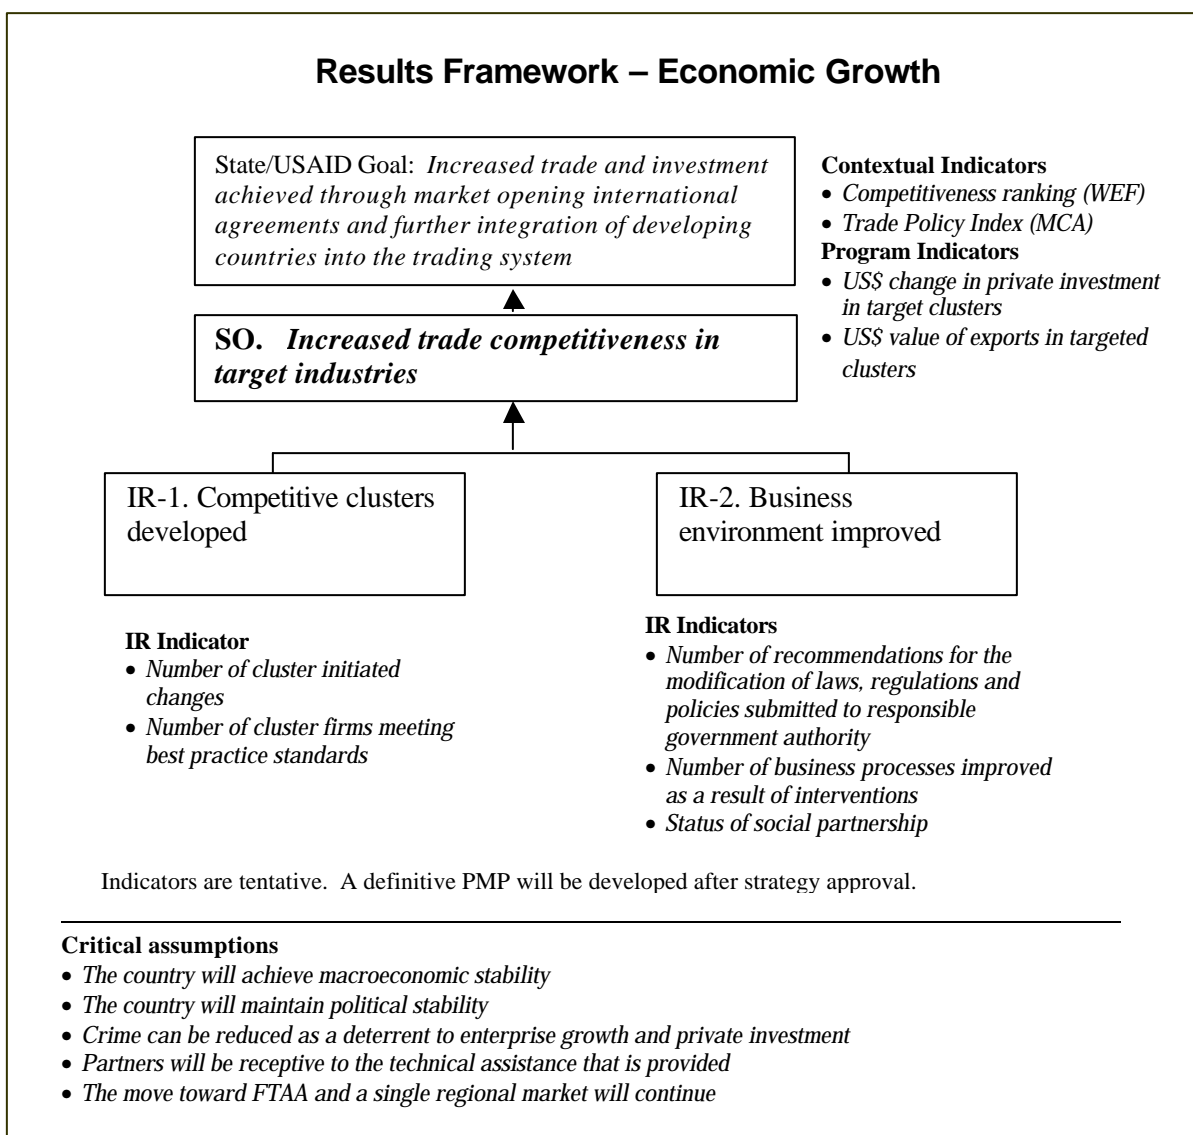 Results Framework – Economic Growth
State/USAID Goal: Increased trade and investment
achieved through market opening international
agreements and further integration of developing
countries into the trading system
Contextual Indicators
• Competitiveness ranking (WEF)
• Trade Policy Index (MCA)
Program Indicators
• US$ change in private investment
in target clusters
• US$ value of exports in targeted
clusters
SO. Increased trade competitiveness in
target industries
IR-1. Competitive clusters
developed
IR-2. Business
environment improved
IR Indicator
• Number of cluster initiated
changes
• Number of cluster firms meeting
best practice standards
IR Indicators
• Number of recommendations for the
modification of laws, regulations and
policies submitted to responsible
government authority
• Number of business processes improved
as a result of interventions
• Status of social partnership
Indicators are tentative. A definitive PMP will be developed after strategy approval.
Critical assumptions
• The country will achieve macroeconomic stability
• The country will maintain political stability
• Crime can be reduced as a deterrent to enterprise growth and private investment
• Partners will be receptive to the technical assistance that is provided
• The move toward FTAA and a single regional market will continue